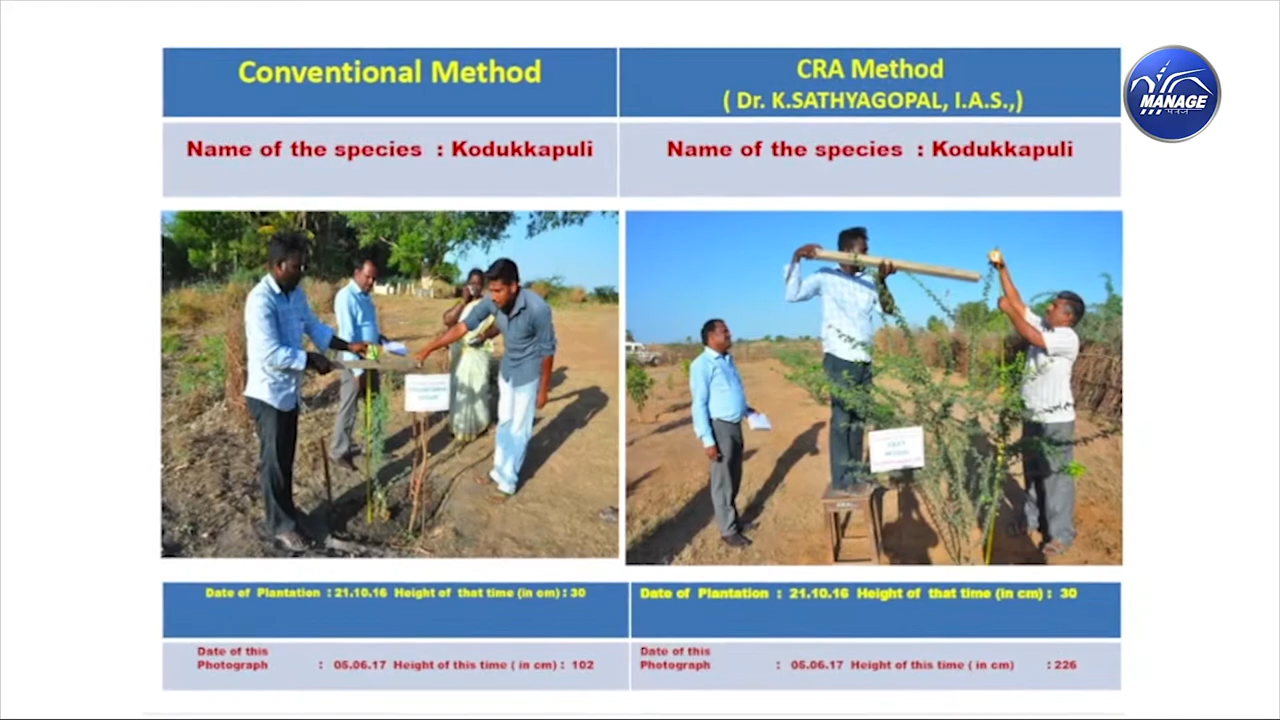 Conventional Method
CRA Method
( Dr. K.SATHYAGOPAL, I.A.S.,)
MANAGE
Name of the species : Kodukkapuli
Name of the species : Kodukkapuli
Date of Plantation : 21.10.16 Height of that time (in cm) : 30
Date of Plantation : 21.10.16 Height of that time (in cm) : 30
Date of this
Photograph : 05.06.17 Height of this time ( in cm) : 102
Date of this
Photograph : 05.06.17 Height of this time ( in cm) : 226